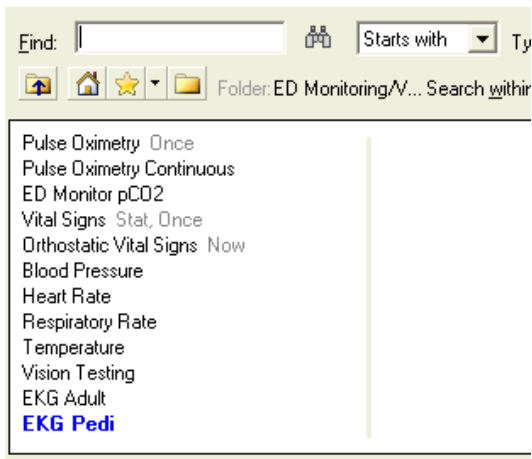 Find: Starts with Ty
Folder: ED Monitoring/V... Search within
Pulse Oximetry Once
Pulse Oximetry Continuous
ED Monitor pCO2
Vital Signs Stat, Once
Orthostatic Vital Signs Now
Blood Pressure
Heart Rate
Respiratory Rate
Temperature
Vision Testing
EKG Adult
EKG Pedi